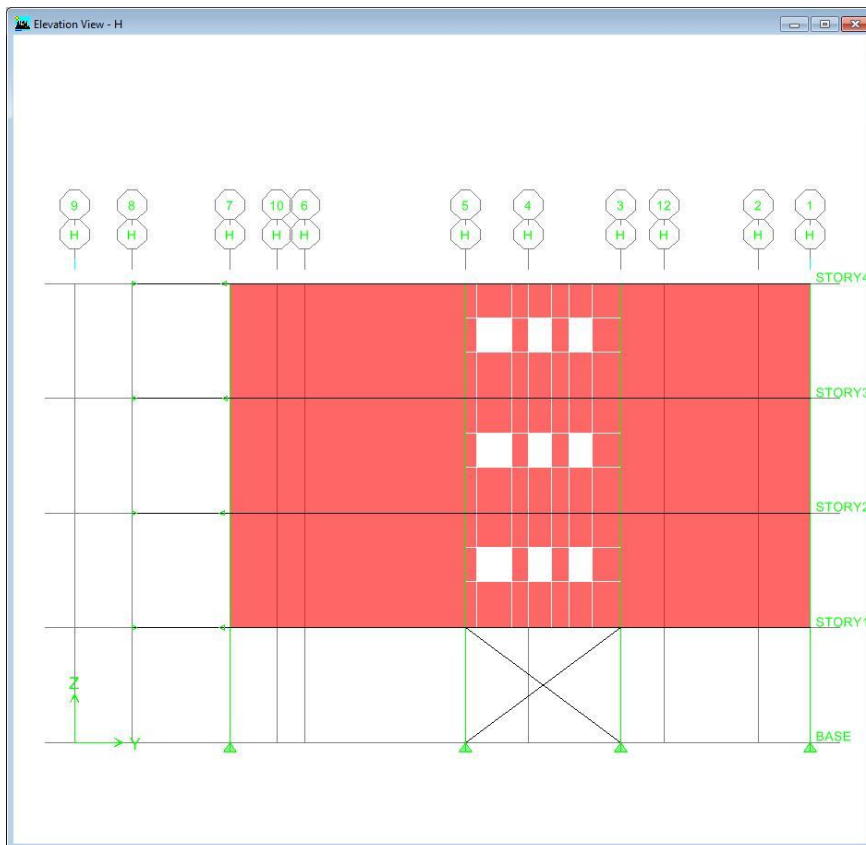 Elevation View - H
9 8 7 10 6 5 4 3 12 2 1
H H H H H H H H H H H
STORY4
STORY3
STORY2
STORY1
Z
Y
BASE